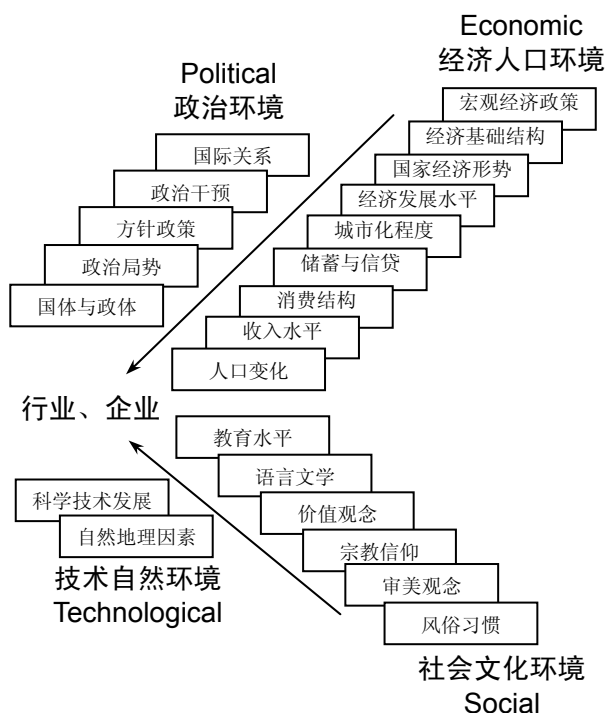 Political
政治环境
国际关系
政治干预
方针政策
政治局势
国体与政体
Economic
经济人口环境
宏观经济政策
经济基础结构
国家经济形势
经济发展水平
城市化程度
储蓄与信贷
消费结构
收入水平
人口变化
行业、企业
科学技术发展
自然地理因素
技术自然环境
Technological
教育水平
语言文学
价值观念
宗教信仰
审美观念
风俗习惯
社会文化环境
Social